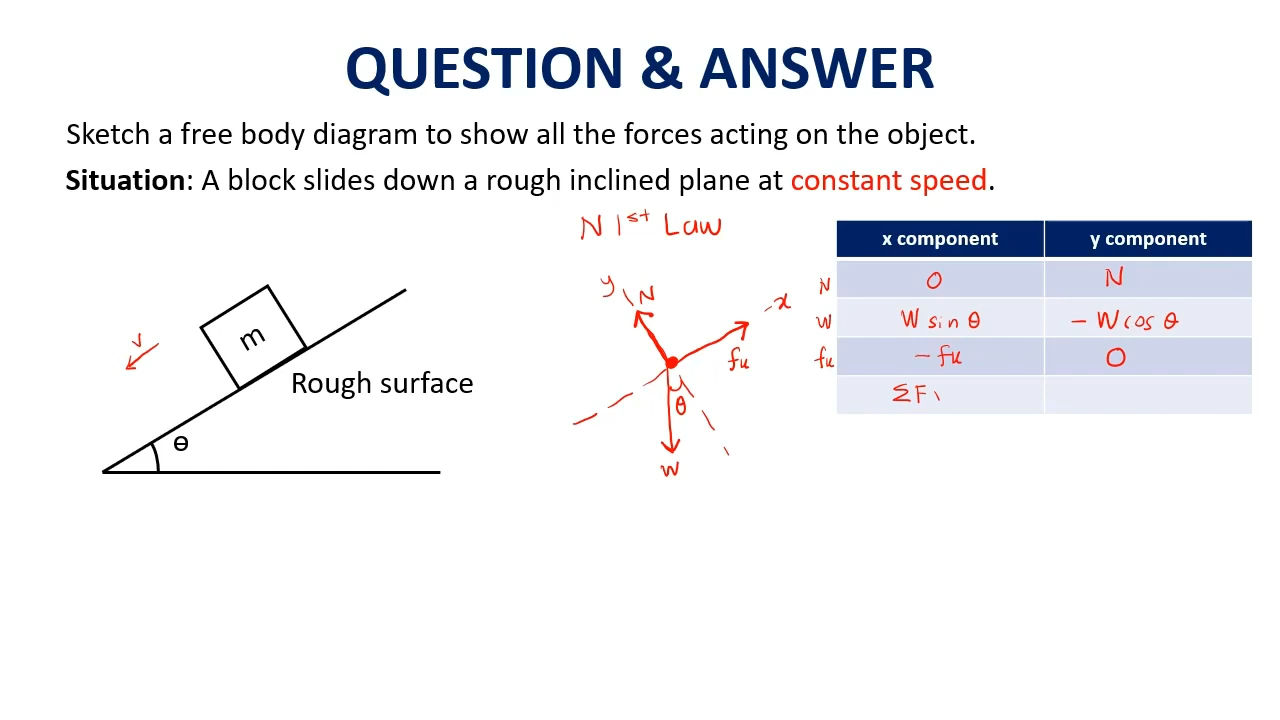 QUESTION & ANSWER
Sketch a free body diagram to show all the forces acting on the object.
Situation: A block slides down a rough inclined plane at constant speed.
N 1st Law
x component y component
N 0 N
W W sin θ - W cos θ
fk - fk 0
ΣF
y
N
-x
fk
θ
W
v
m
Rough surface
θ